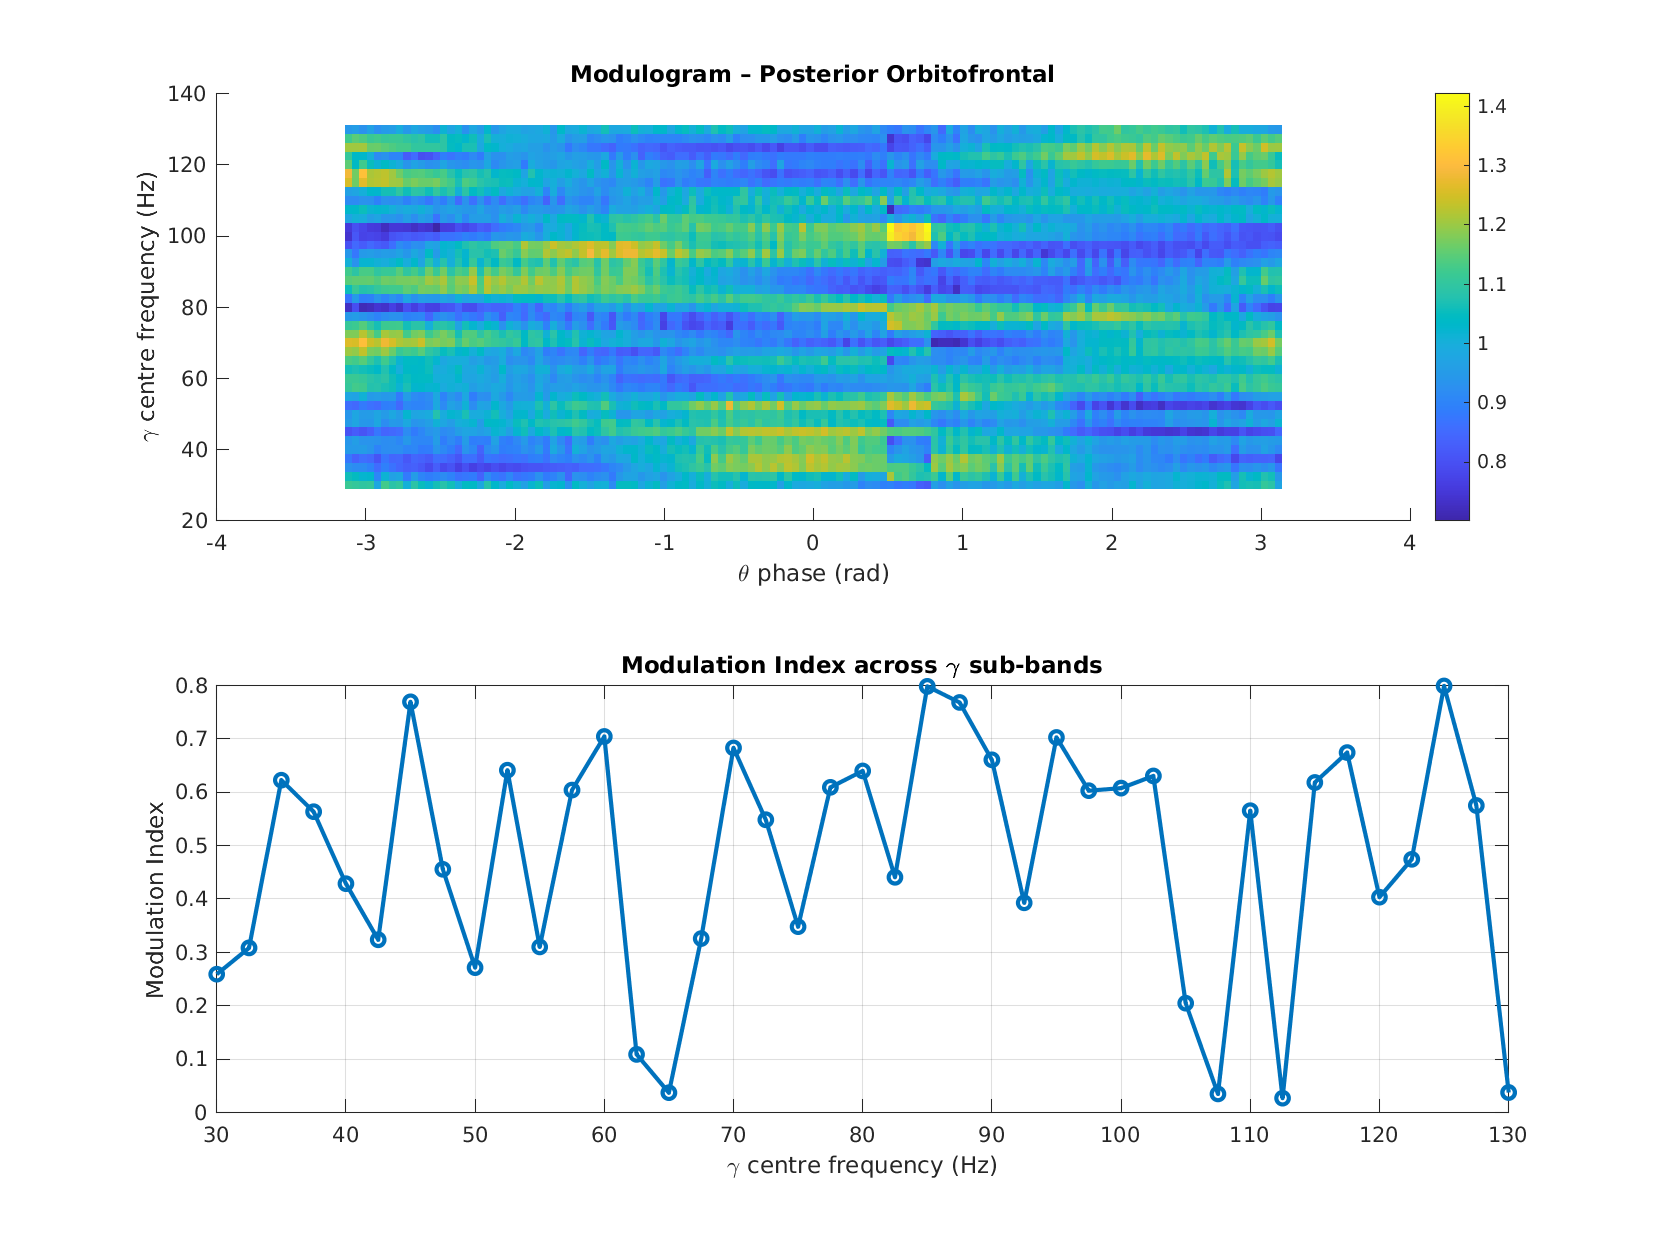 Modulogram – Posterior Orbitofrontal
140
120
100
80
60
40
20
γ centre frequency (Hz)
-4 -3 -2 -1 0 1 2 3 4
θ phase (rad)
1.4
1.3
1.2
1.1
1
0.9
0.8
Modulation Index across γ sub-bands
0.8
0.7
0.6
0.5
0.4
0.3
0.2
0.1
0
Modulation Index
30 40 50 60 70 80 90 100 110 120 130
γ centre frequency (Hz)